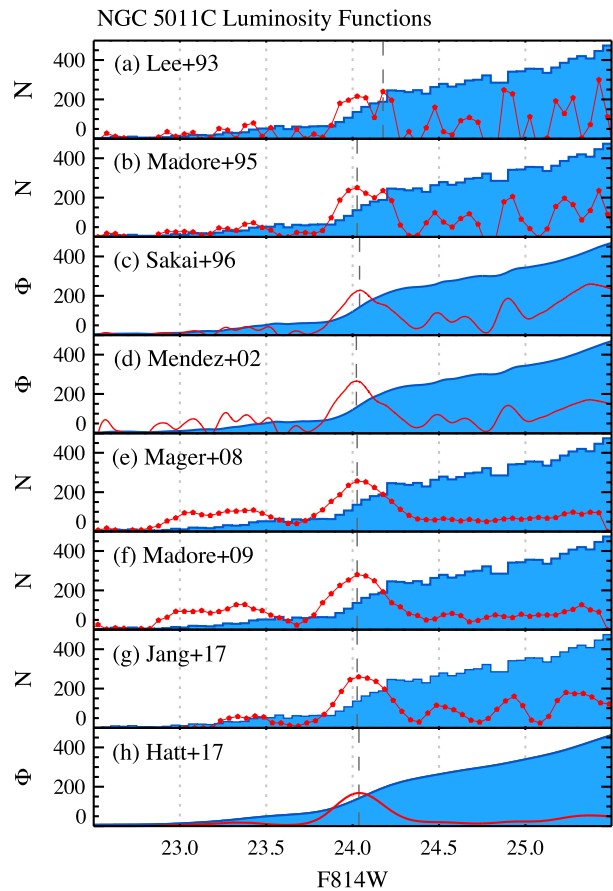 NGC 5011C Luminosity Functions
(a) Lee+93
N
400
200
0
(b) Madore+95
N
400
200
0
(c) Sakai+96
Φ
400
200
0
(d) Mendez+02
Φ
400
200
0
(e) Mager+08
N
400
200
0
(f) Madore+09
N
400
200
0
(g) Jang+17
N
400
200
0
(h) Hatt+17
Φ
400
200
0
23.0 23.5 24.0 24.5 25.0
F814W